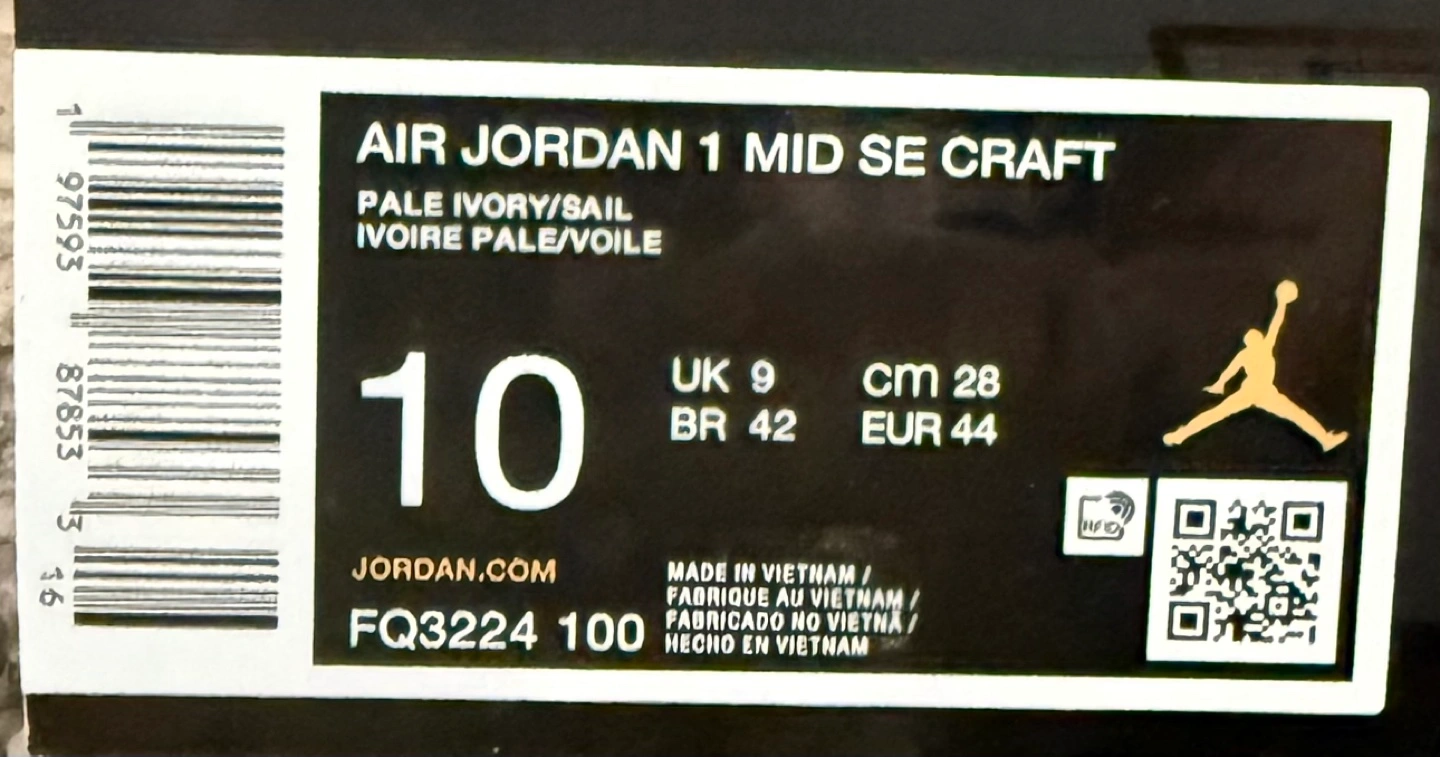 AIR JORDAN 1 MID SE CRAFT
PALE IVORY/SAIL
IVOIRE PALE/VOILE
10
UK 9
BR 42
cm 28
EUR 44
JORDAN.COM
FQ3224 100
MADE IN VIETNAM /
FABRIQUE AU VIETNAM /
FABRICADO NO VIETNÃ /
HECHO EN VIETNAM
RFID
1 97593 87853 3
16